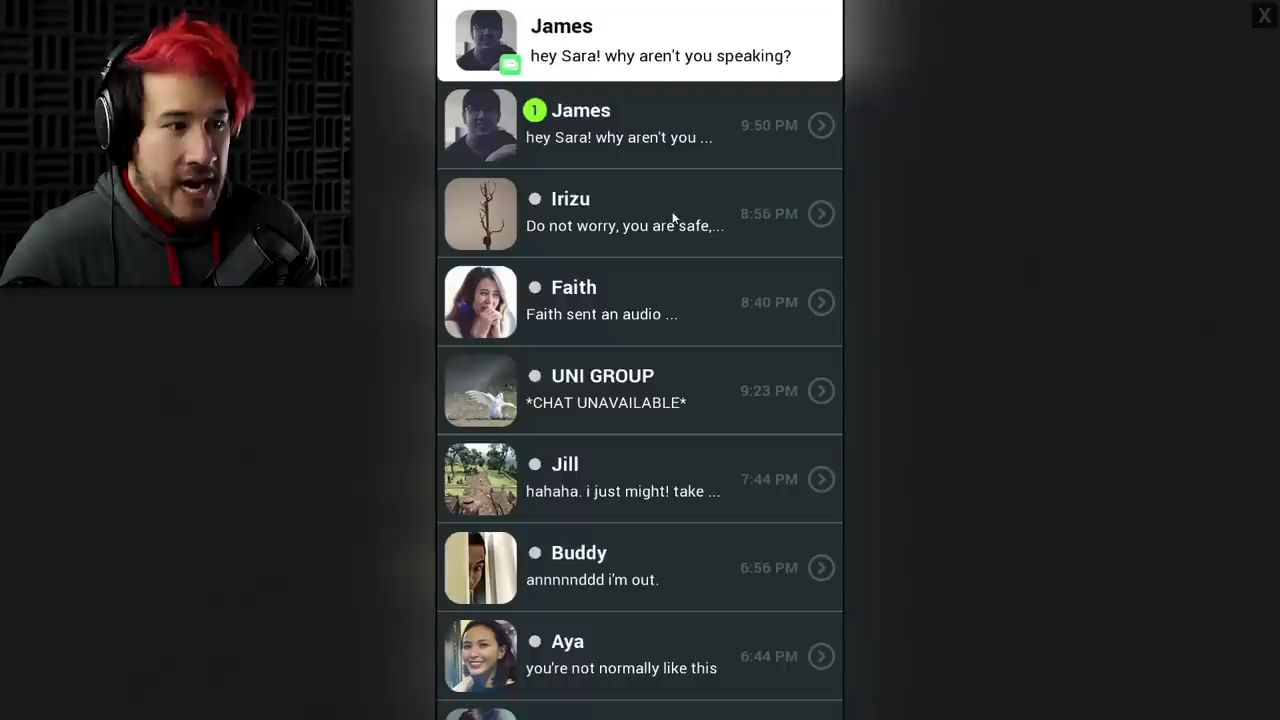 James
hey Sara! why aren't you speaking?
1 James
hey Sara! why aren't you ...
9:50 PM
Irizu
Do not worry, you are safe,...
8:56 PM
Faith
Faith sent an audio ...
8:40 PM
UNI GROUP
*CHAT UNAVAILABLE*
9:23 PM
Jill
hahaha. i just might! take ...
7:44 PM
Buddy
annnnnddd i'm out.
6:56 PM
Aya
you're not normally like this
6:44 PM
X